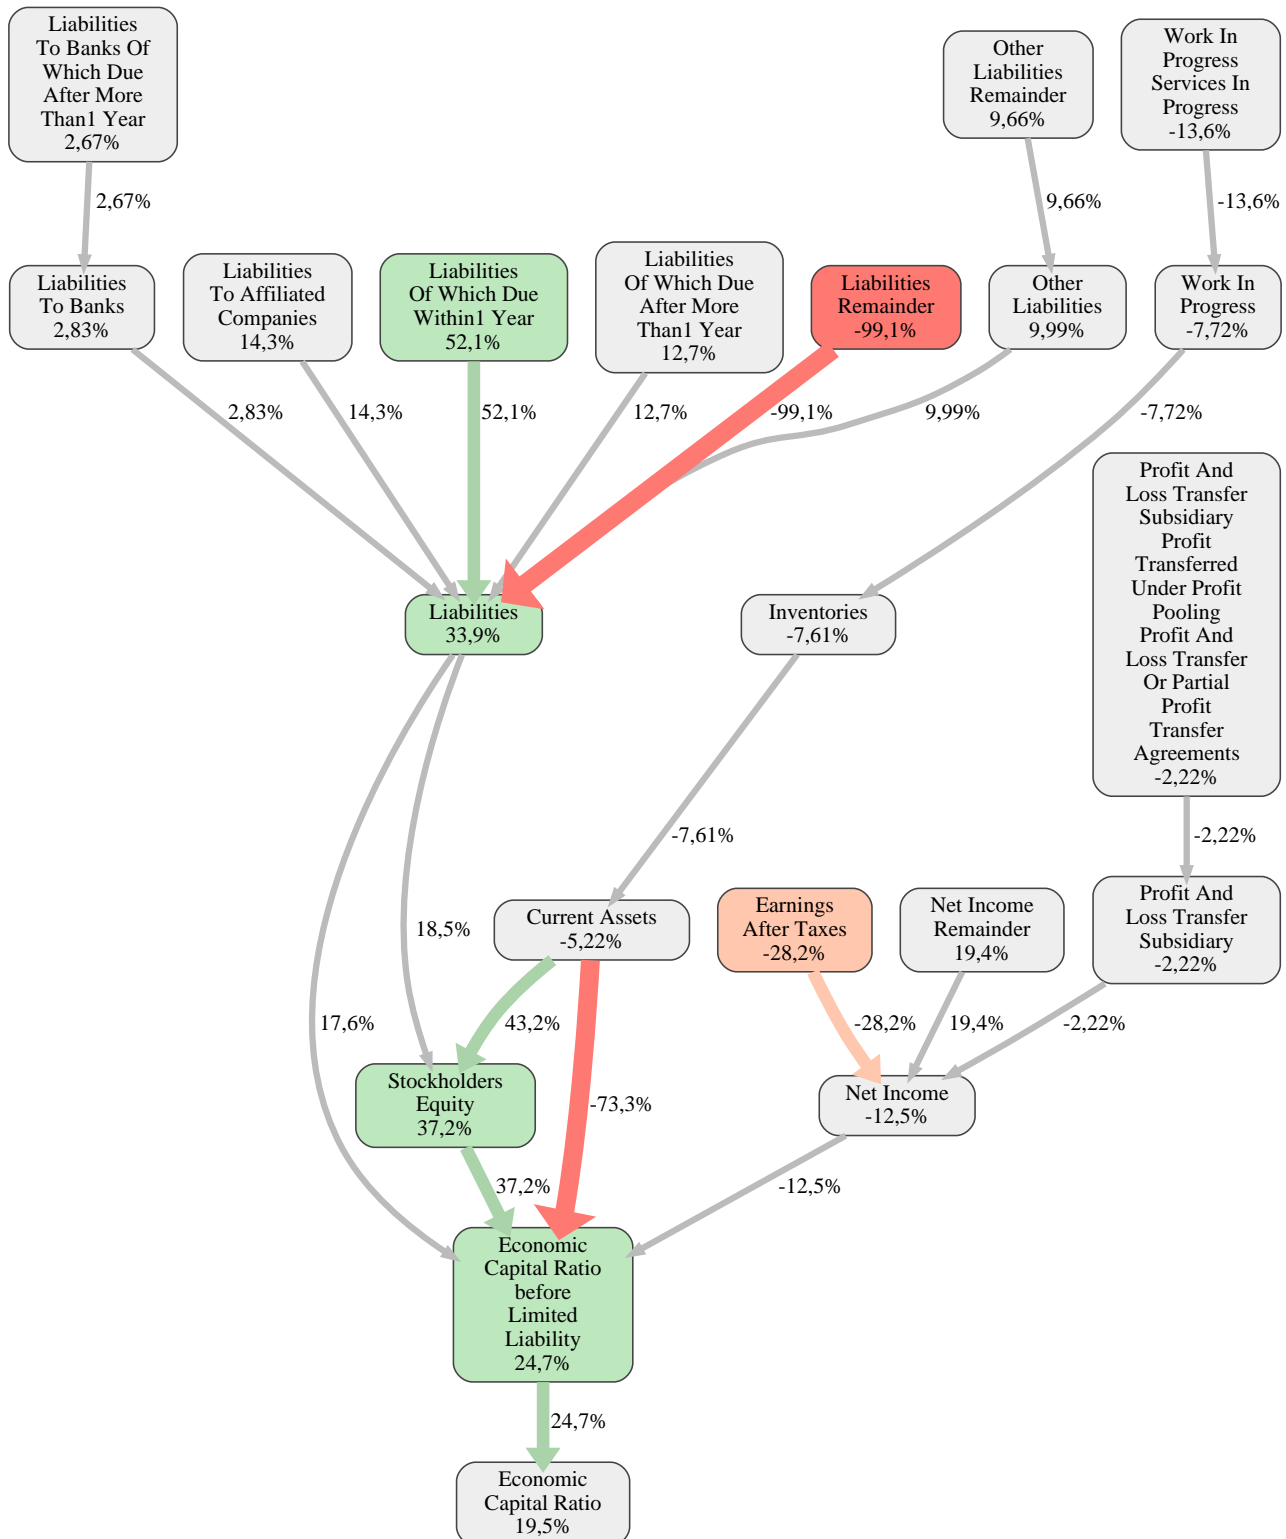 Liabilities
To Banks Of
Which Due
After More
Than1 Year
2,67%
Other
Liabilities
Remainder
9,66%
Work In
Progress
Services In
Progress
-13,6%
2,67%
9,66%
-13,6%
Liabilities
To Banks
2,83%
Liabilities
To Affiliated
Companies
14,3%
Liabilities
Of Which Due
Within1 Year
52,1%
Liabilities
Of Which Due
After More
Than1 Year
12,7%
Liabilities
Remainder
-99,1%
Other
Liabilities
9,99%
Work In
Progress
-7,72%
2,83%
14,3%
52,1%
12,7%
-99,1%
9,99%
-7,72%
Profit And
Loss Transfer
Subsidiary
Profit
Transferred
Under Profit
Pooling
Profit And
Loss Transfer
Or Partial
Profit
Transfer
Agreements
-2,22%
Liabilities
33,9%
Inventories
-7,61%
-7,61%
-2,22%
18,5%
Current Assets
-5,22%
Earnings
After Taxes
-28,2%
Net Income
Remainder
19,4%
Profit And
Loss Transfer
Subsidiary
-2,22%
17,6%
43,2%
-28,2%
19,4%
-2,22%
Stockholders
Equity
37,2%
-73,3%
Net Income
-12,5%
37,2%
-12,5%
Economic
Capital Ratio
before
Limited
Liability
24,7%
24,7%
Economic
Capital Ratio
19,5%